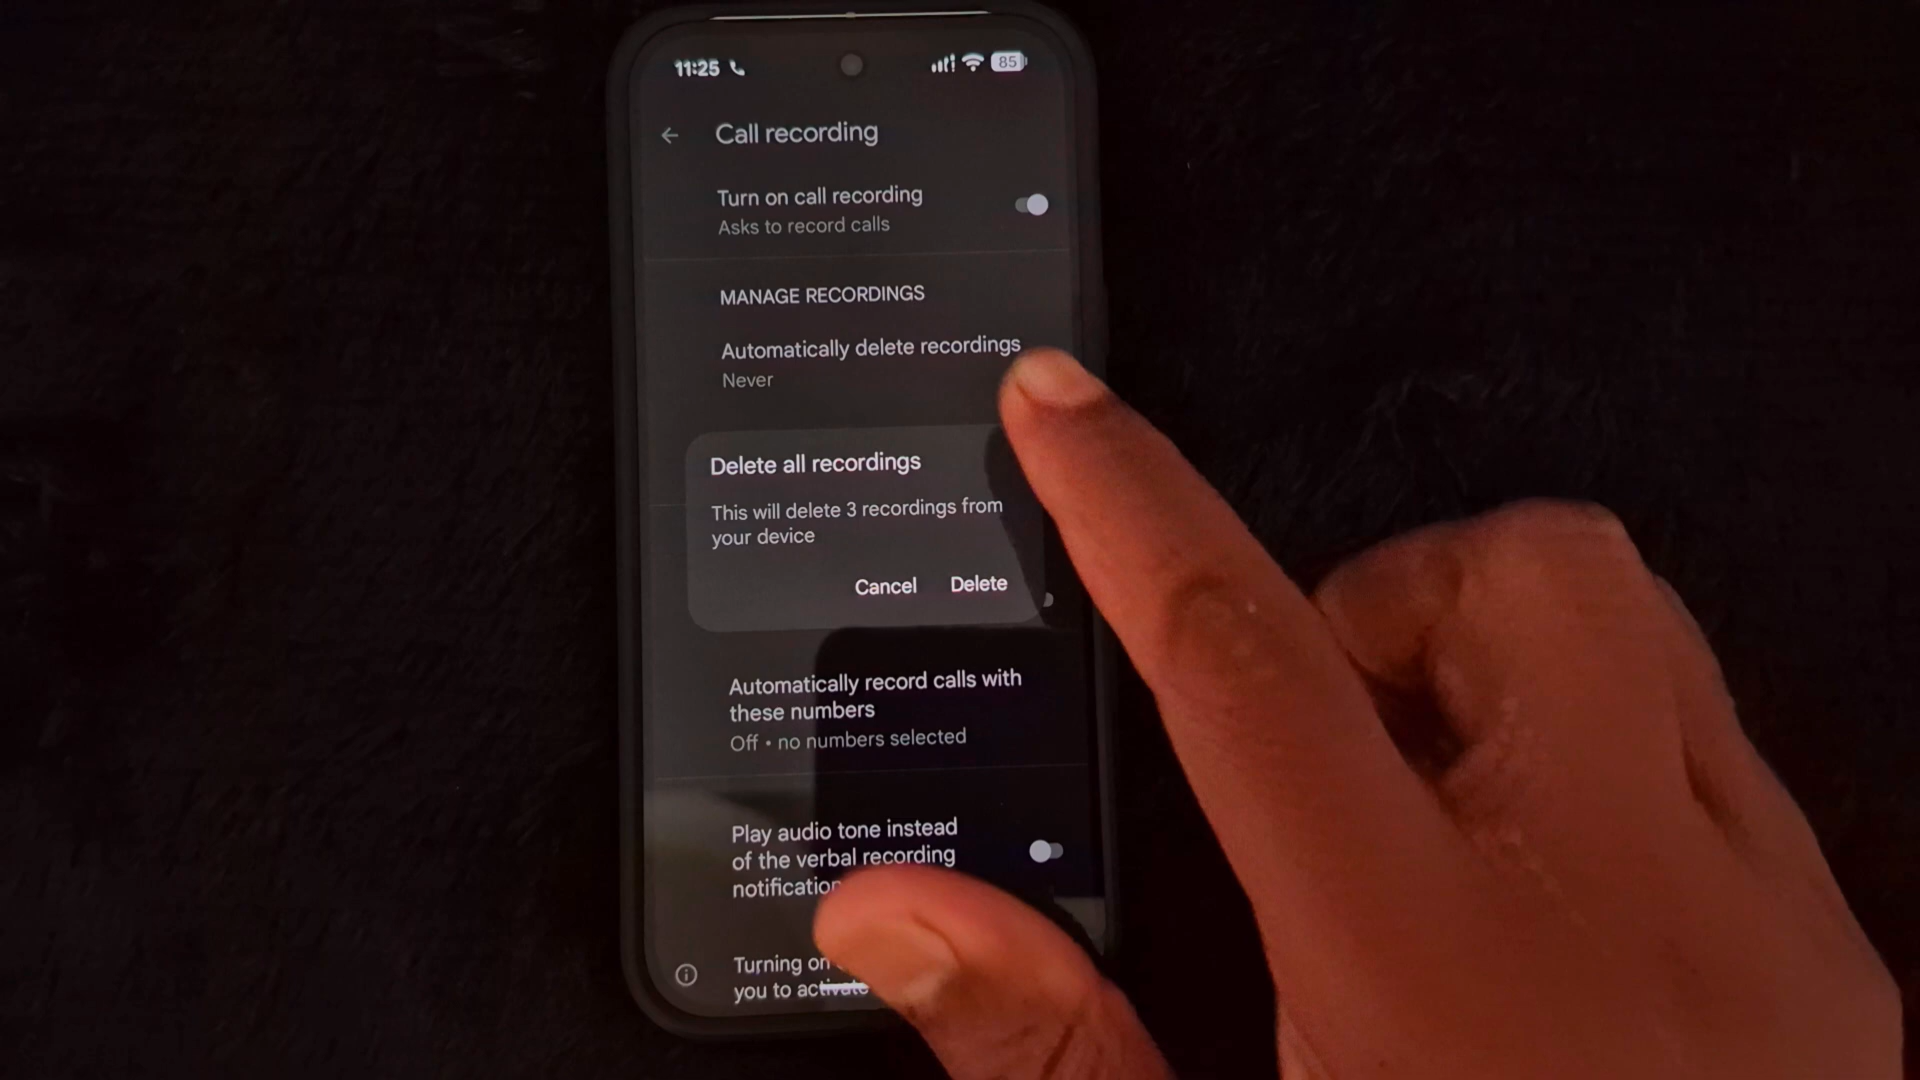 11:25
85
Call recording
Turn on call recording
Asks to record calls
MANAGE RECORDINGS
Automatically delete recordings
Never
Delete all recordings
This will delete 3 recordings from
your device
Cancel Delete
Automatically record calls with
these numbers
Off • no numbers selected
Play audio tone instead
of the verbal recording
notification
Turning on
you to activate